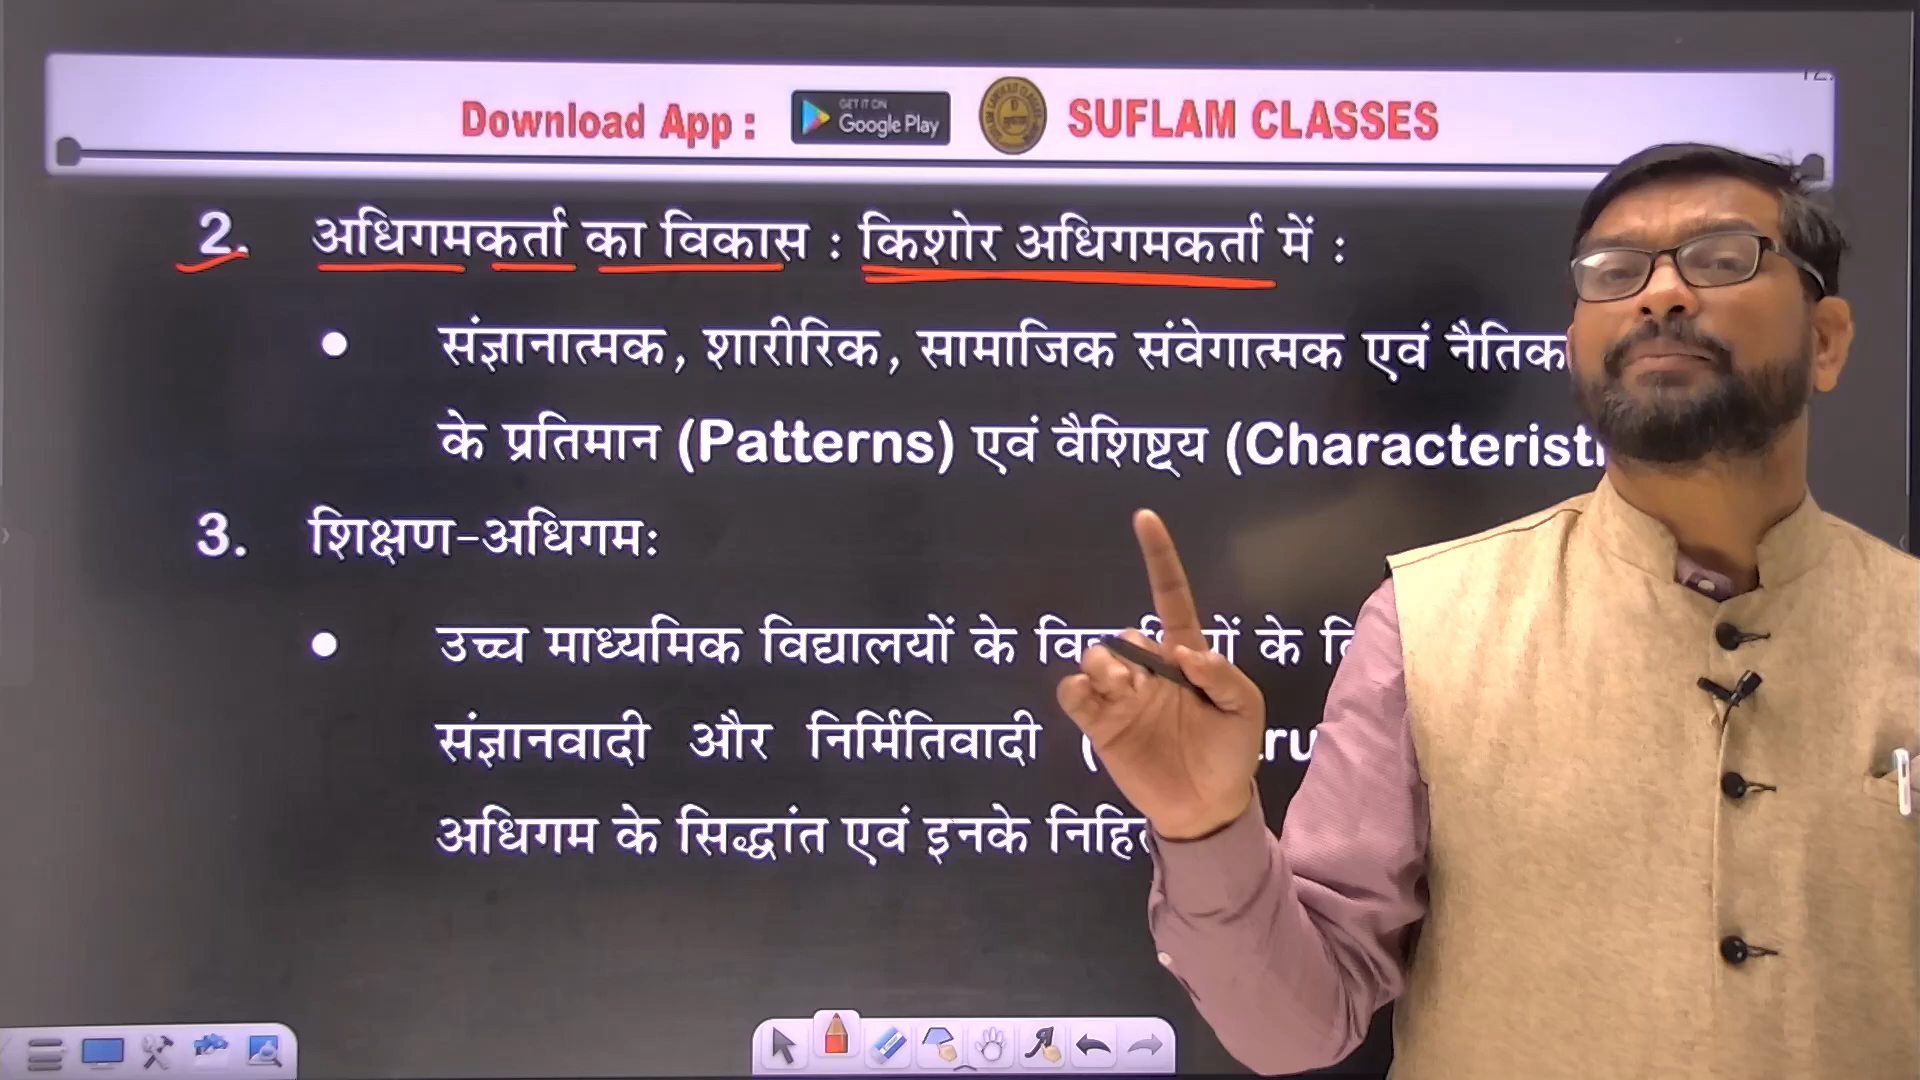 Download App : GET IT ON Google Play SUFLAM CLASSES
2. अधिगमकर्ता का विकास : किशोर अधिगमकर्ता में :
• संज्ञानात्मक, शारीरिक, सामाजिक संवेगात्मक एवं नैतिक
के प्रतिमान (Patterns) एवं वैशिष्ट्य
3. शिक्षण-अधिगमः
• उच्च माध्यमिक विद्यालयों के के
संज्ञानवादी और निर्मितिवादी
अधिगम के सिद्धांत एवं इनके